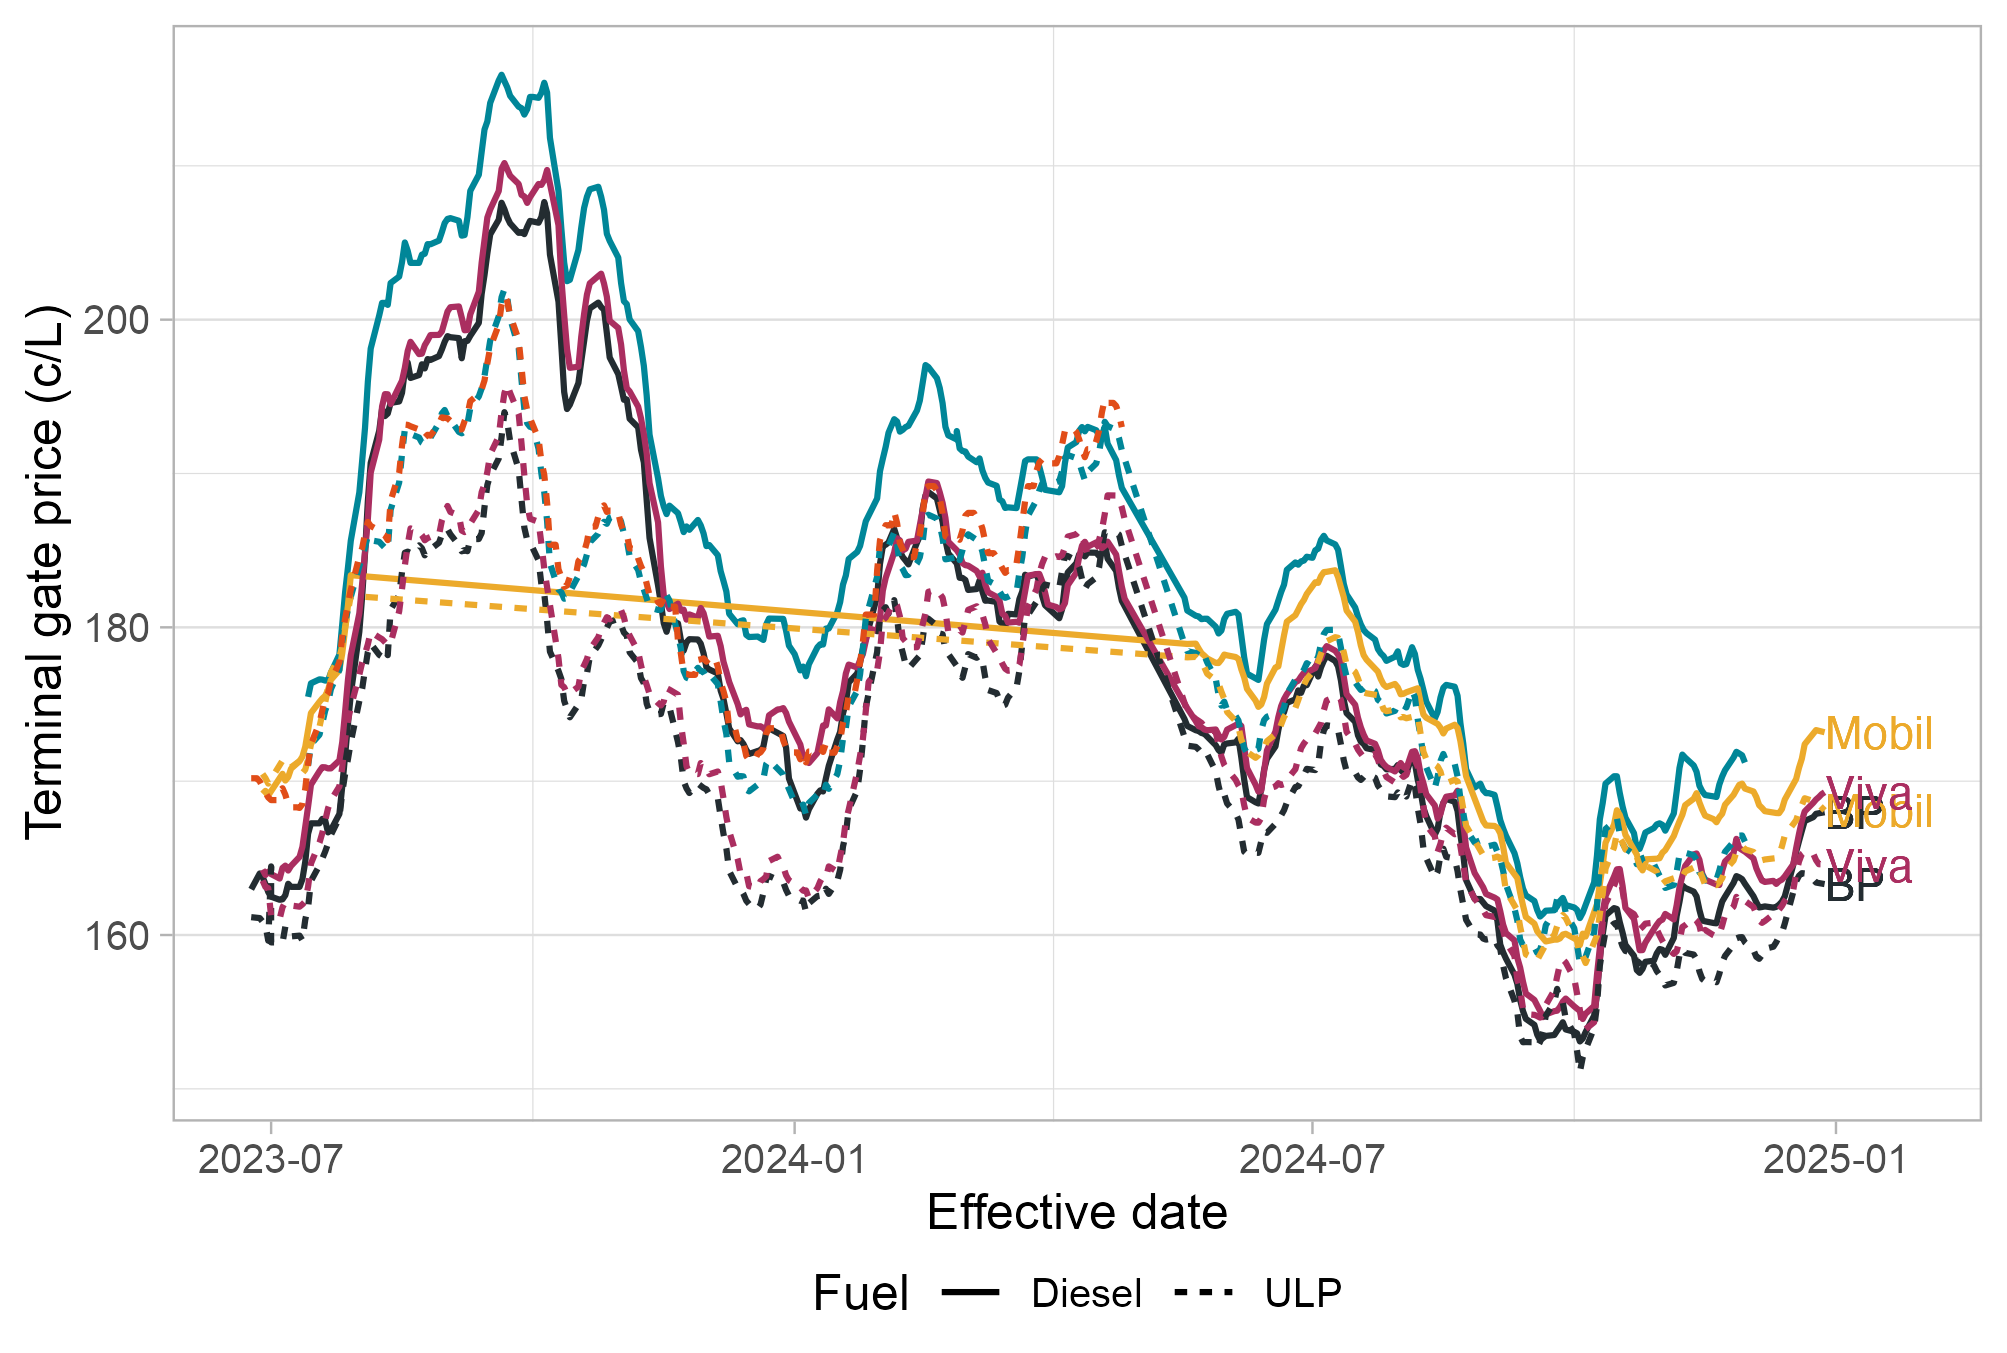 Terminal gate price (c/L)
200
180
160
Mobil
Viva
BP
Mobil
Viva
BP
2023-07
2024-01
2024-07
2025-01
Effective date
Fuel
Diesel
ULP